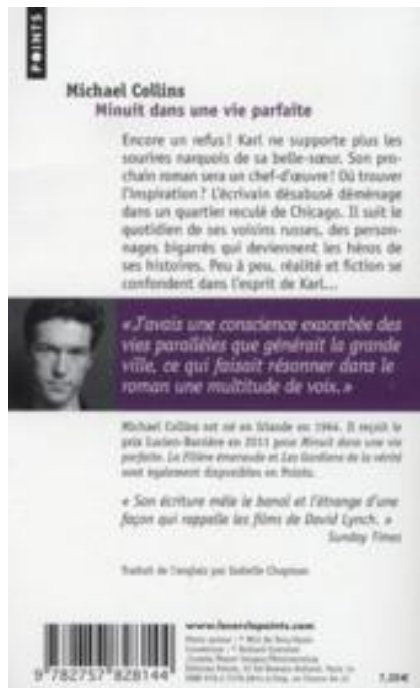 POINTS
Michael Collins
Minuit dans une vie parfaite
Encore un refus! Karl ne supporte plus les
sourires narquois de sa belle-sœur. Son pro-
chain roman sera un chef-d'œuvre! Où trouver
l'inspiration? L'écrivain désabusé déménage
dans un quartier reculé de Chicago. Il suit le
quotidien de ses voisins russes, des person-
nages bigarrés qui deviennent les héros de
ses histoires. Peu à peu, réalité et fiction se
confondent dans l'esprit de Karl...
«J'avais une conscience exacerbée des
vies parallèles que générait la grande
ville, ce qui faisait résonner dans le
roman une multitude de voix.»
Michael Collins est né en Irlande en 1964. Il reçoit le
prix Lucien-Barrière en 2011 pour Minuit dans une vie
parfaite. La Filière émeraude et Les Gardiens de la vérité
sont également disponibles en Points.
« Son écriture mêle le banal et l'étrange d'une
façon qui rappelle les films de David Lynch. »
Sunday Times
Traduit de l'anglais par Isabelle Chapman
www.lecerclepoints.com
9 782757 828144
7,20€